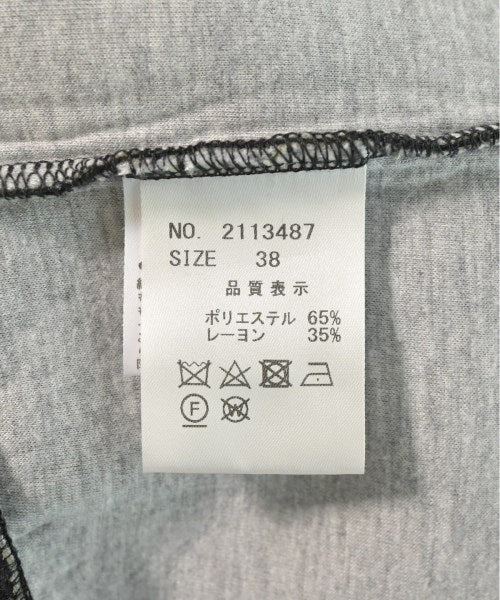 NO. 2113487
SIZE 38
品質表示
ポリエステル 65%
レーヨン 35%
F
W